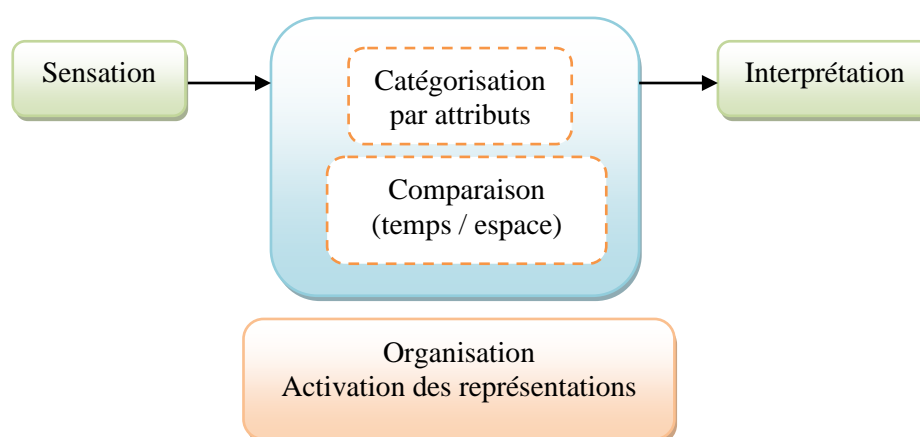 Sensation
Catégorisation
par attributs
Comparaison
(temps / espace)
Interprétation
Organisation
Activation des représentations